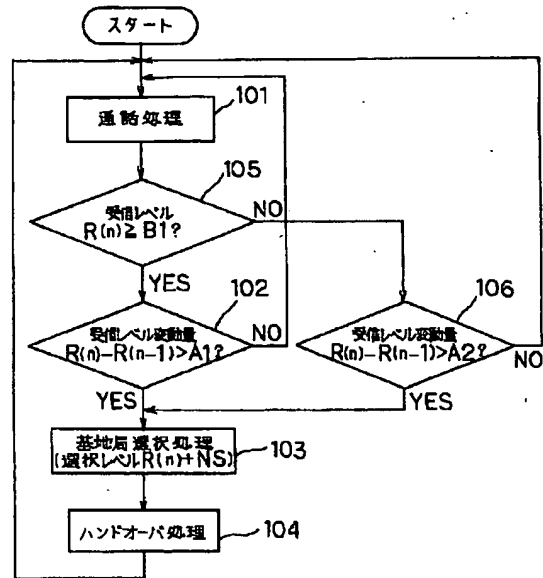 スタート
101
通話処理
105
受信レベル
R(n)≧B1?
NO
YES
102
受信レベル変動量
R(n)-R(n-1)>A1?
NO
YES
106
受信レベル変動量
R(n)-R(n-1)>A2?
NO
YES
基地局選択処理
(選択レベルR(n)+NS)
103
ハンドオーバ処理
104